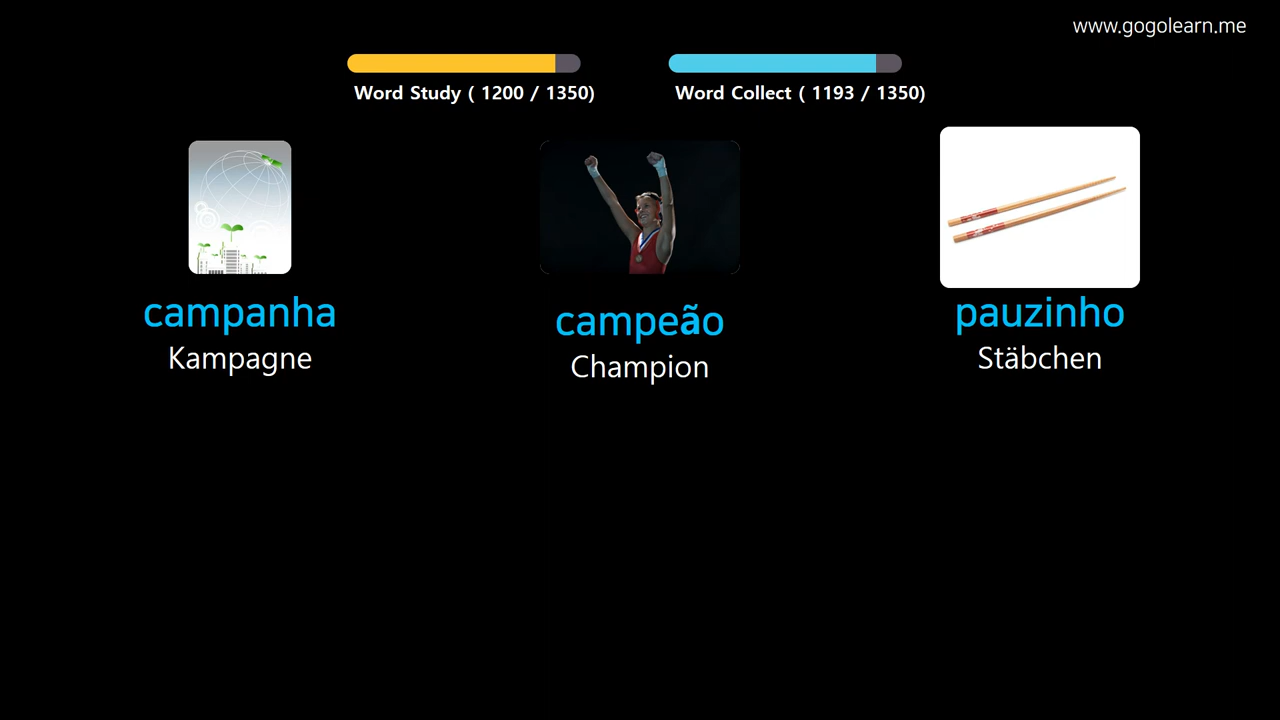 www.gogolearn.me
Word Study ( 1200 / 1350)
Word Collect ( 1193 / 1350)
campanha
Kampagne
campeão
Champion
pauzinho
Stäbchen